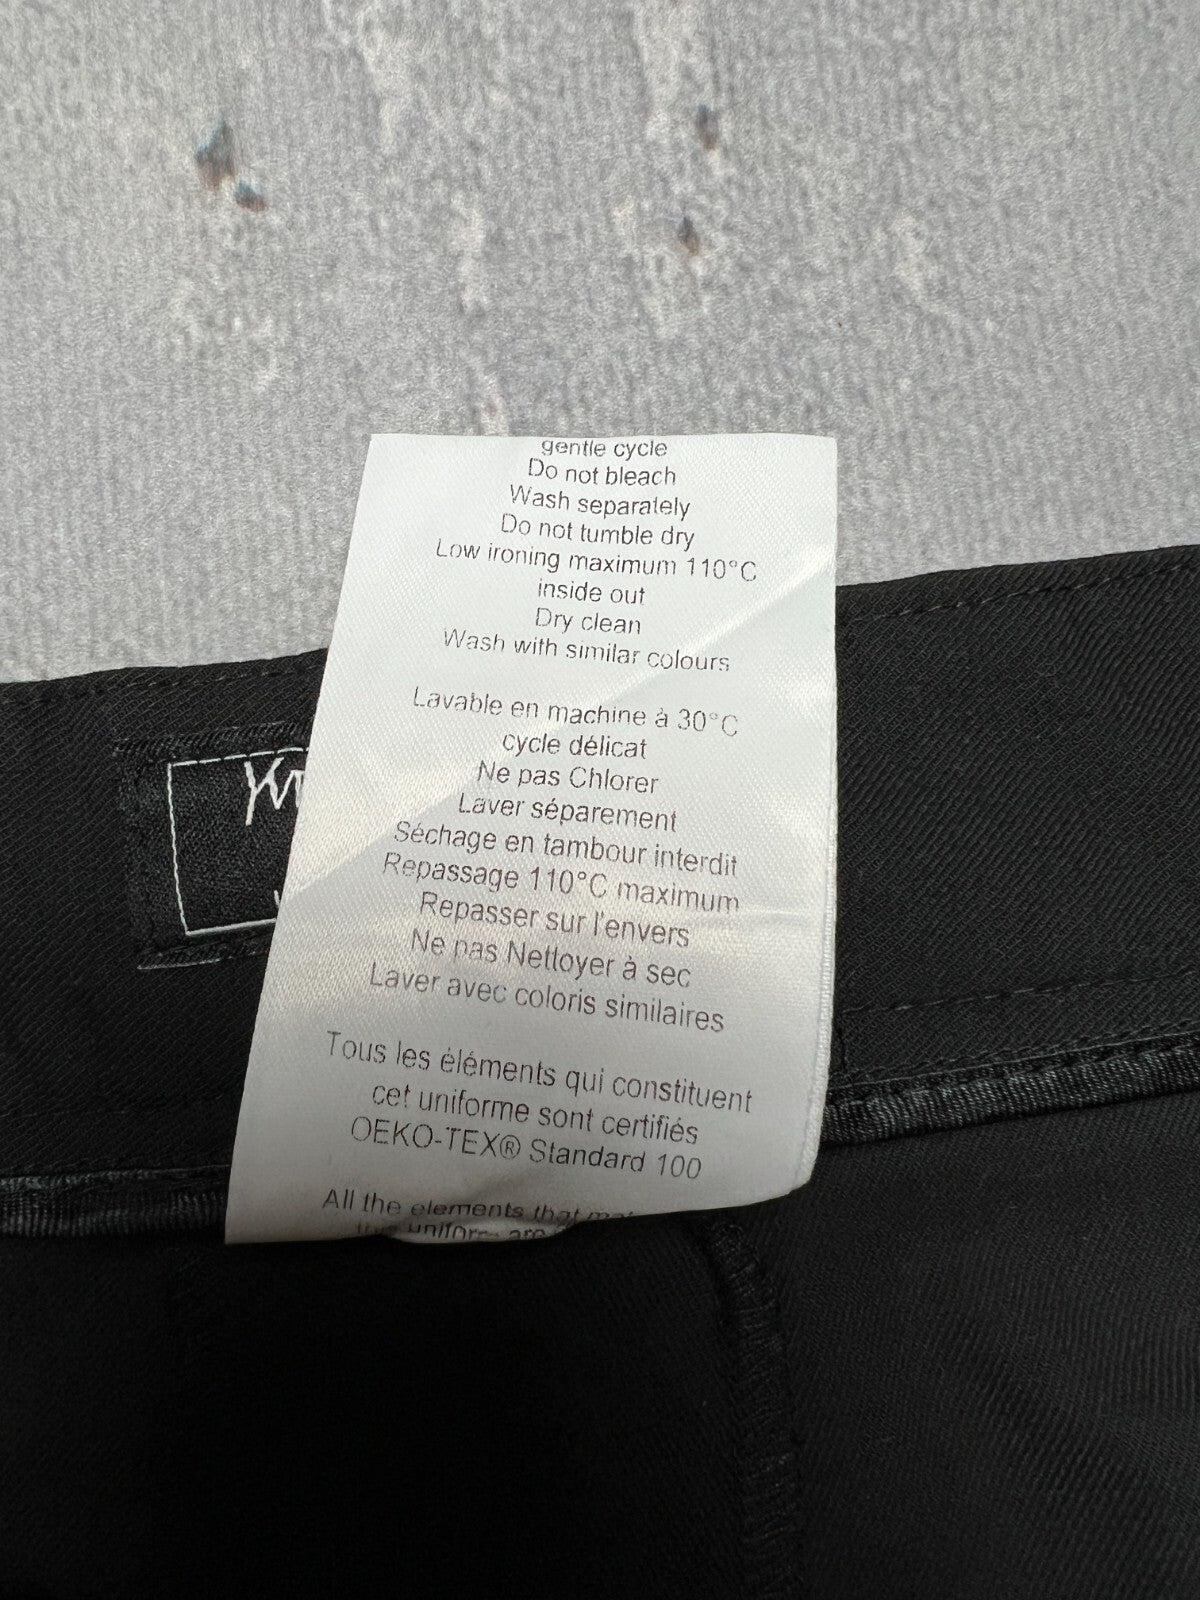 gentle cycle
Do not bleach
Wash separately
Do not tumble dry
Low ironing maximum 110°C
inside out
Dry clean
Wash with similar colours
Lavable en machine à 30°C
cycle délicat
Ne pas Chlorer
Laver séparement
Séchage en tambour interdit
Repassage 110°C maximum
Repasser sur l'envers
Ne pas Nettoyer à sec
Laver avec coloris similaires
Tous les éléments qui constituent
cet uniforme sont certifiés
OEKO-TEX® Standard 100
All the elements that
uniform are